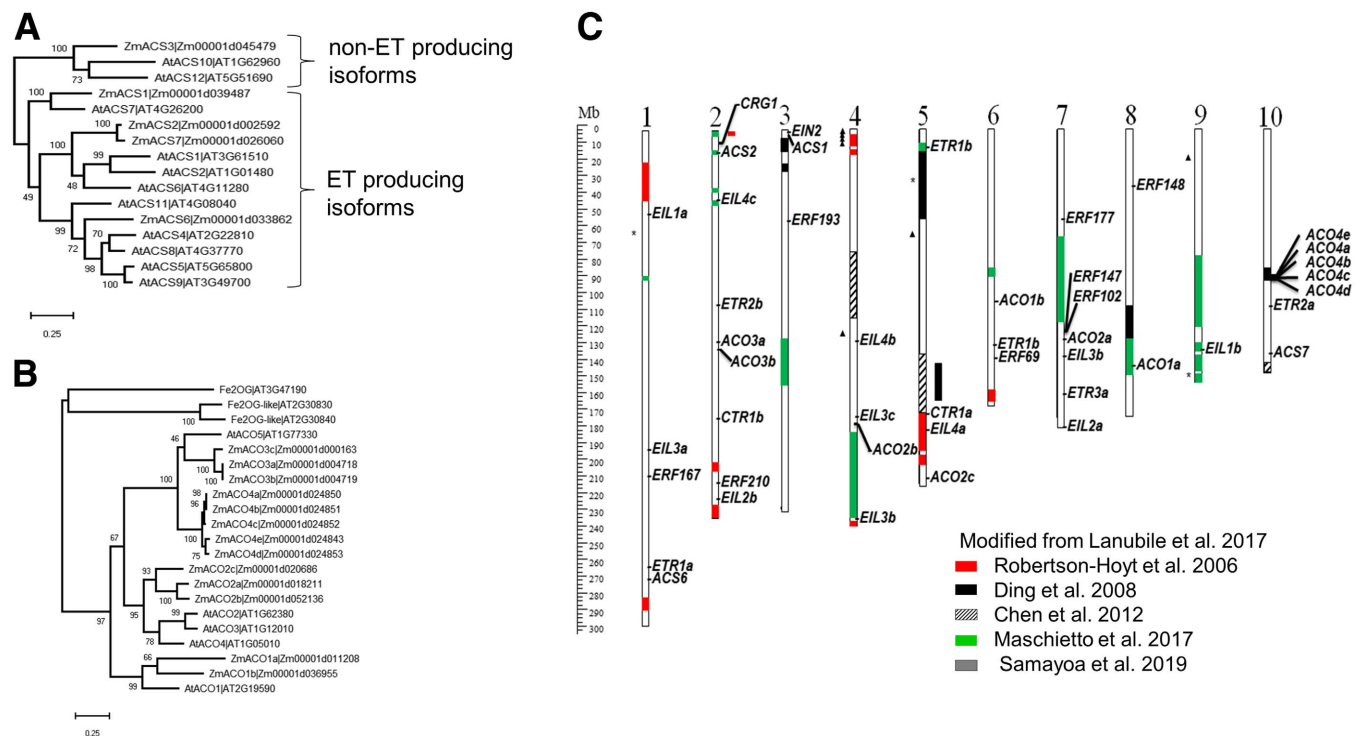 A
ZmACS3|Zm00001d045479
AtACS10|AT1G62960
AtACS12|AT5G51690
ZmACS1|Zm00001d039487
AtACS7|AT4G26200
ZmACS2|Zm00001d002592
ZmACS7|Zm00001d026060
AtACS1|AT3G61510
AtACS2|AT1G01480
AtACS6|AT4G11280
AtACS11|AT4G08040
ZmACS6|Zm00001d033862
AtACS4|AT2G22810
AtACS8|AT4G37770
AtACS5|AT5G65800
AtACS9|AT3G49700
100
73
100
100
99
48
49
99
70
72
98
100
0.25
non-ET producing
isoforms
ET producing
isoforms
B
Fe2OG|AT3G47190
Fe2OG-like|AT2G30830
Fe2OG-like|AT2G30840
AtACO5|AT1G77330
ZmACO3c|Zm00001d000163
ZmACO3a|Zm00001d004718
ZmACO3b|Zm00001d004719
ZmACO4a|Zm00001d024850
ZmACO4b|Zm00001d024851
ZmACO4c|Zm00001d024852
ZmACO4e|Zm00001d024843
ZmACO4d|Zm00001d024853
ZmACO2c|Zm00001d020686
ZmACO2a|Zm00001d018211
ZmACO2b|Zm00001d052136
AtACO2|AT1G62380
AtACO3|AT1G12010
AtACO4|AT1G05010
ZmACO1a|Zm00001d011208
ZmACO1b|Zm00001d036955
AtACO1|AT2G19590
100
46
100
100
100
98
96
100
75
67
93
100
95
99
78
97
66
99
0.25
C
Mb
0
10
20
30
40
50
60
70
80
90
100
110
120
130
140
150
160
170
180
190
200
210
220
230
240
250
260
270
280
290
300
1
EIL1a
*
EIL3a
ERF167
ETR1a
ACS6
2
CRG1
ACS2
EIL4c
ETR2b
ACO3a
ACO3b
CTR1b
ERF210
EIL2b
3
EIN2
ACS1
ERF193
4
EIL4b
EIL3c
ACO2b
EIL3b
5
ETR1b
*
CTR1a
EIL4a
ACO2c
6
ACO1b
ETR1b
ERF69
7
ERF177
ERF147
ERF102
ACO2a
EIL3b
ETR3a
EIL2a
8
ERF148
ACO1a
9
EIL1b
*
10
ACO4e
ACO4a
ACO4b
ACO4c
ACO4d
ETR2a
ACS7
Modified from Lanubile et al. 2017
Robertson-Hoyt et al. 2006
Ding et al. 2008
Chen et al. 2012
Maschietto et al. 2017
Samayoa et al. 2019